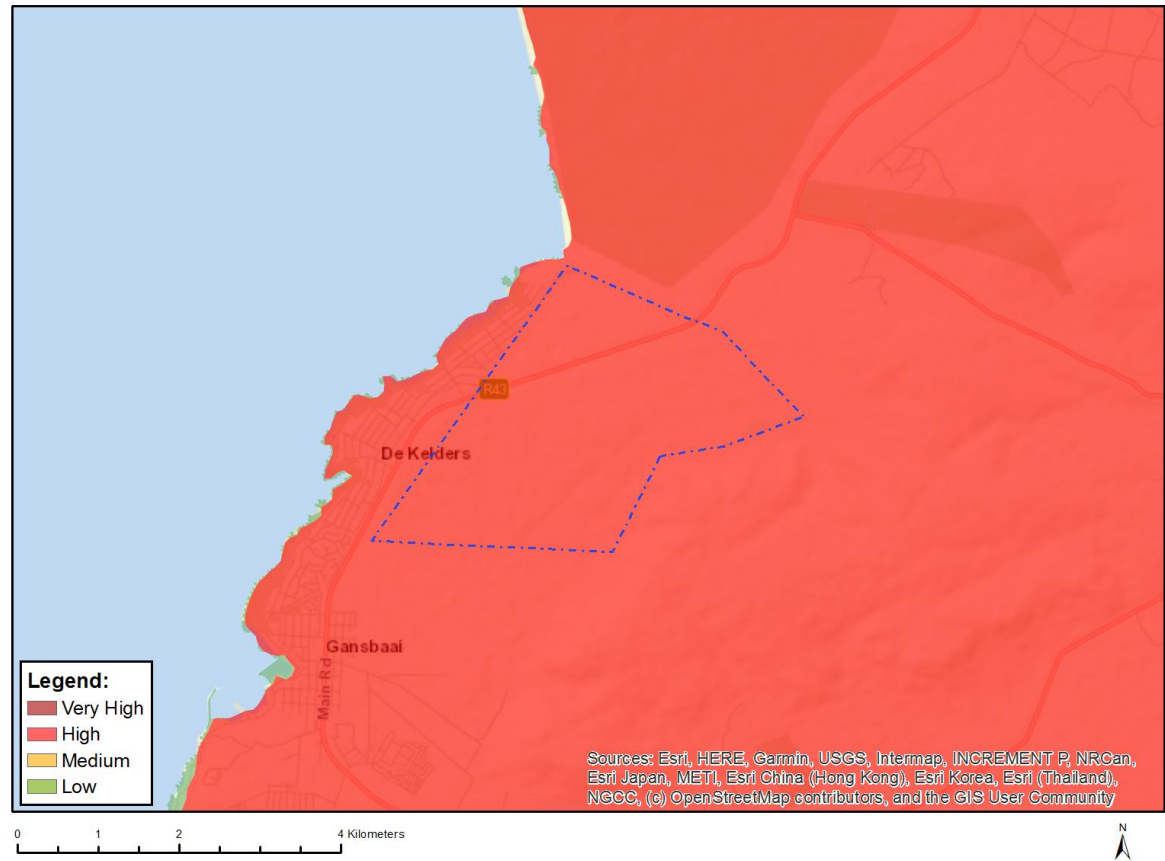 R43
De Kelders
Gansbaai
Main Rd
Legend:
Very High
High
Medium
Low
Sources: Esri, HERE, Garmin, USGS, Intermap, INCREMENT P, NRCan,
Esri Japan, METI, Esri China (Hong Kong), Esri Korea, Esri (Thailand),
NGCC, (c) OpenStreetMap contributors, and the GIS User Community
0 1 2 4 Kilometers
N